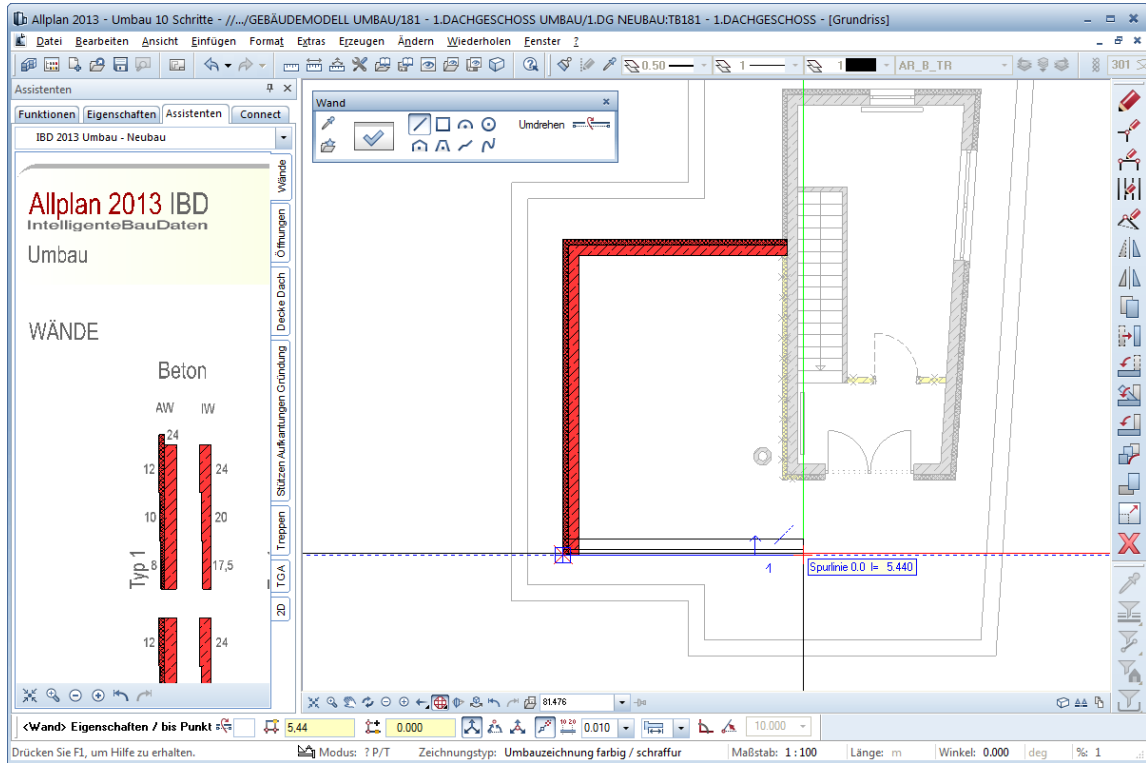 Allplan 2013 - Umbau 10 Schritte - //.../GEBÄUDEMODELL UMBAU/181 - 1.DACHGESCHOSS UMBAU/1.DG NEUBAU:TB181 - 1.DACHGESCHOSS - [Grundriss]
Datei Bearbeiten Ansicht Einfügen Format Extras Erzeugen Ändern Wiederholen Fenster ?
0.50 1 1 AR_B_TR 301
Assistenten
Funktionen Eigenschaften Assistenten Connect
IBD 2013 Umbau - Neubau
Wand
Umdrehen
Allplan 2013 IBD
IntelligenteBauDaten
Umbau
WÄNDE
Beton
AW IW
24
12 24
10 20
8 17,5
Typ 1
12 24
Wände
Öffnungen
Decke Dach
Stützen Aufkantungen Gründung
Treppen
TGA
2D
1
Spurlinie 0.0 l= 5.440
81.476
<Wand> Eigenschaften / bis Punkt 5,44 0.000 10 20 0.010 10.000
Drücken Sie F1, um Hilfe zu erhalten. Modus: ? P/T Zeichnungstyp: Umbauzeichnung farbig / schraffur Maßstab: 1:100 Länge: m Winkel: 0.000 deg %: 1